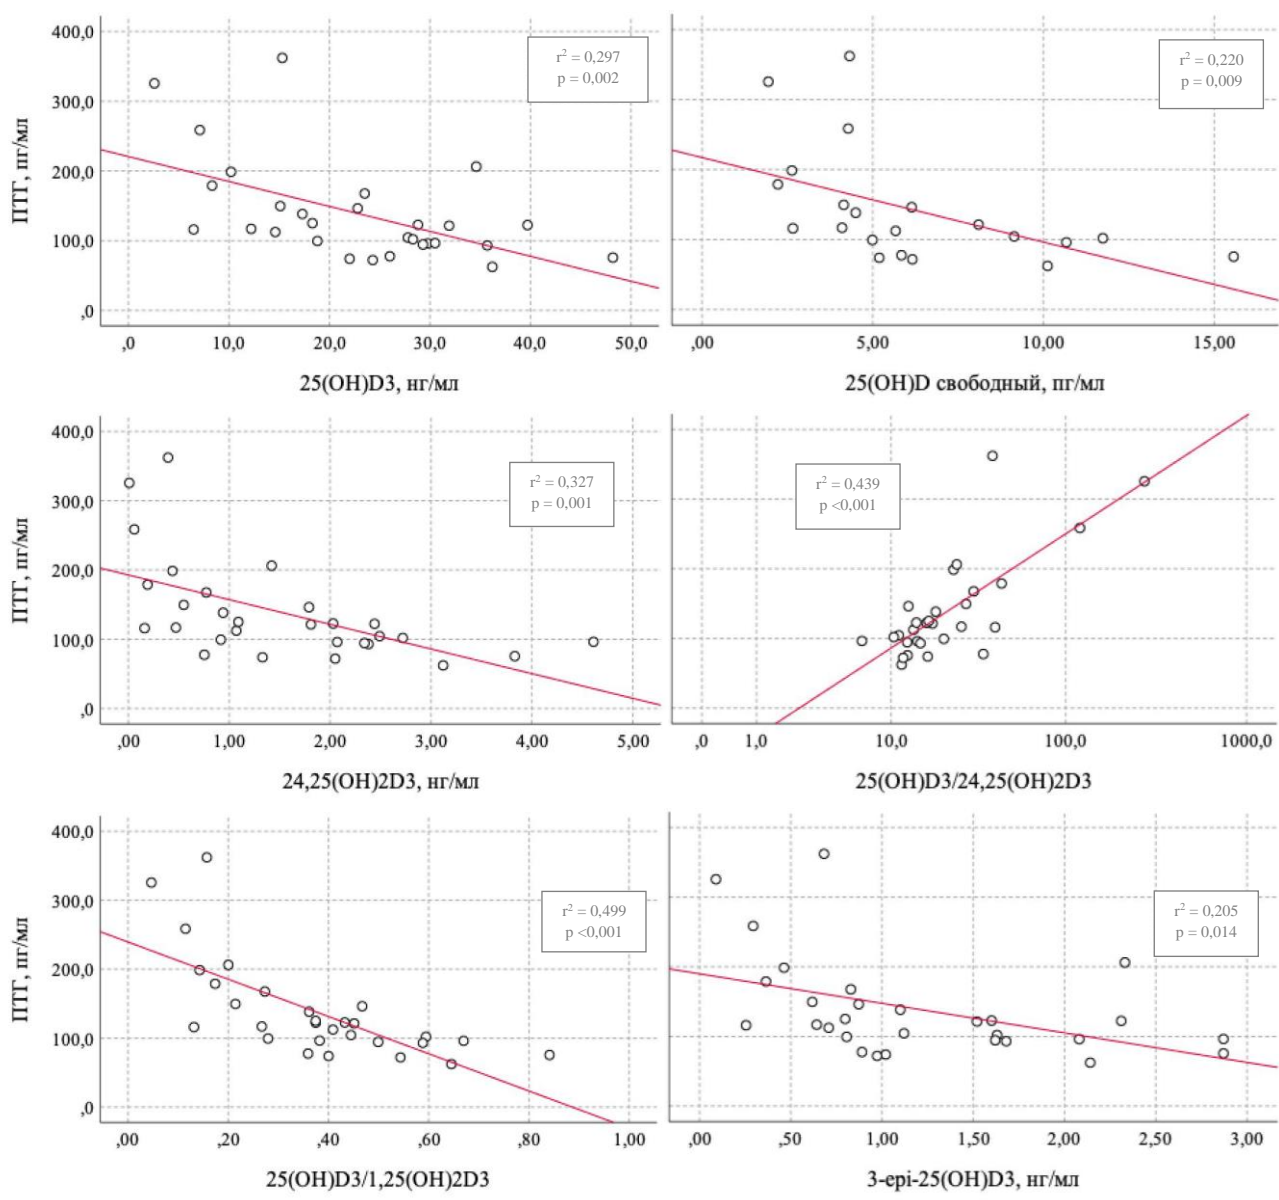 400,0
300,0
200,0
100,0
,0
ПТГ, пг/мл
r² = 0,297
p = 0,002
,0 10,0 20,0 30,0 40,0 50,0
25(OH)D3, нг/мл
r² = 0,220
p = 0,009
,00 5,00 10,00 15,00
25(OH)D свободный, пг/мл
400,0
300,0
200,0
100,0
,0
ПТГ, пг/мл
r² = 0,327
p = 0,001
,00 1,00 2,00 3,00 4,00 5,00
24,25(OH)2D3, нг/мл
r² = 0,439
p <0,001
,0 1,0 10,0 100,0 1000,0
25(OH)D3/24,25(OH)2D3
400,0
300,0
200,0
100,0
,0
ПТГ, пг/мл
r² = 0,499
p <0,001
,00 ,20 ,40 ,60 ,80 1,00
25(OH)D3/1,25(OH)2D3
r² = 0,205
p = 0,014
,00 ,50 1,00 1,50 2,00 2,50 3,00
3-epi-25(OH)D3, нг/мл